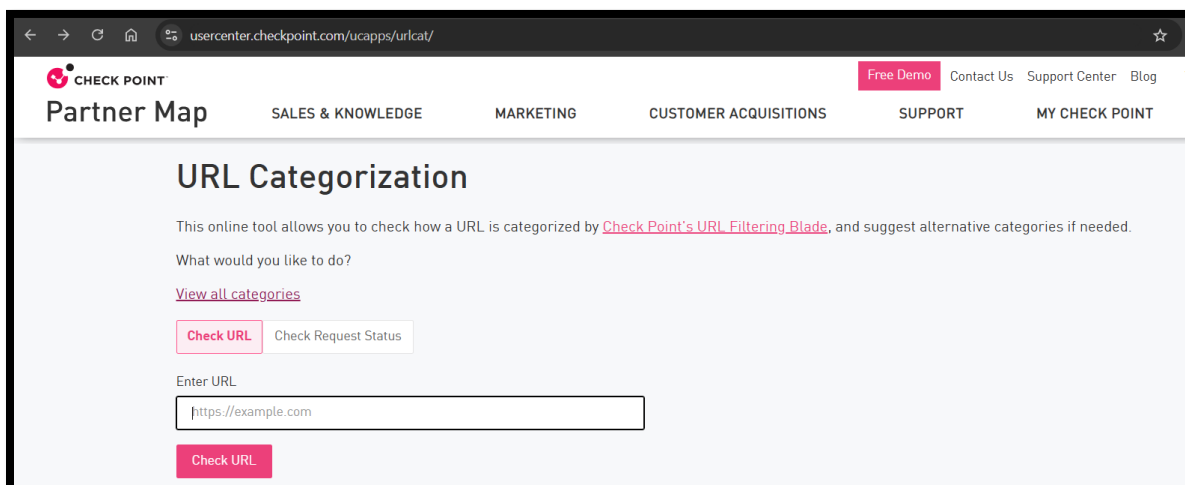 usercenter.checkpoint.com/ucapps/urlcat/
CHECK POINT
Free Demo Contact Us Support Center Blog
Partner Map SALES & KNOWLEDGE MARKETING CUSTOMER ACQUISITIONS SUPPORT MY CHECK POINT
URL Categorization
This online tool allows you to check how a URL is categorized by Check Point's URL Filtering Blade, and suggest alternative categories if needed.
What would you like to do?
View all categories
Check URL Check Request Status
Enter URL
https://example.com
Check URL